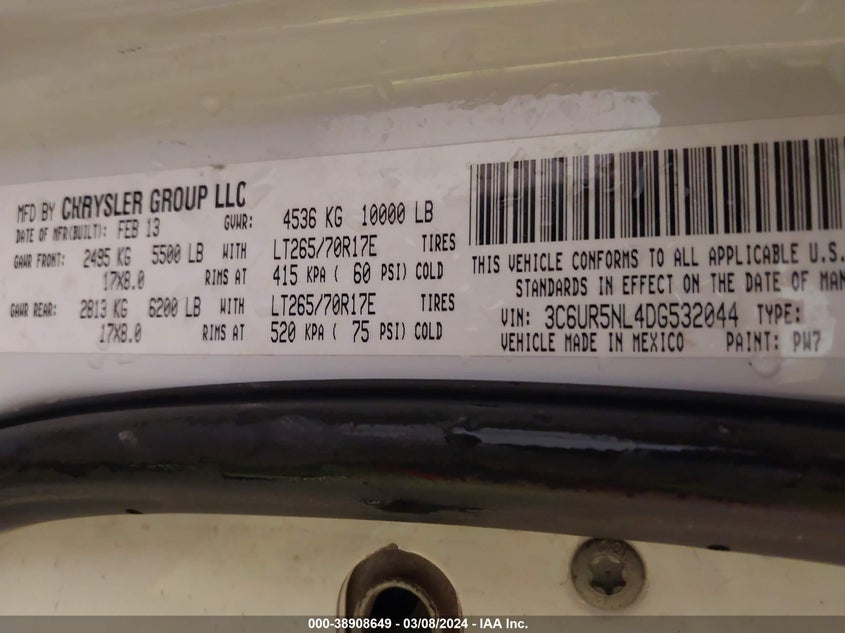 MFD BY CHRYSLER GROUP LLC
DATE OF MFR(BUILT): FEB 13 GVWR: 4536 KG 10000 LB
GAWR FRONT: 2495 KG 5500 LB WITH LT265/70R17E TIRES
17X8.0 RIMS AT 415 KPA ( 60 PSI) COLD
GAWR REAR: 2813 KG 6200 LB WITH LT265/70R17E TIRES
17X8.0 RIMS AT 520 KPA ( 75 PSI) COLD
THIS VEHICLE CONFORMS TO ALL APPLICABLE U.S.
STANDARDS IN EFFECT ON THE DATE OF MAN
VIN: 3C6UR5NL4DG532044 TYPE:
VEHICLE MADE IN MEXICO PAINT: PW7
000-38908649 - 03/08/2024 - IAA Inc.